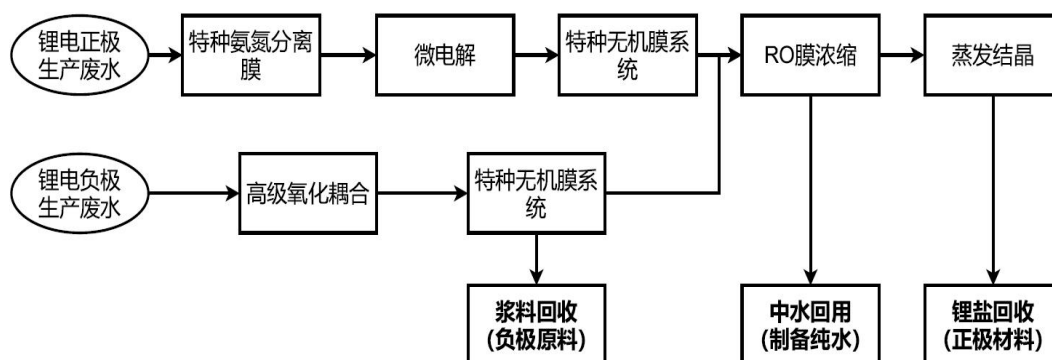 锂电正极
生产废水
特种氨氮分离
膜
微电解
特种无机膜系
统
RO膜浓缩
蒸发结晶
锂电负极
生产废水
高级氧化耦合
特种无机膜系
统
浆料回收
(负极原料)
中水回用
(制备纯水)
锂盐回收
(正极材料)